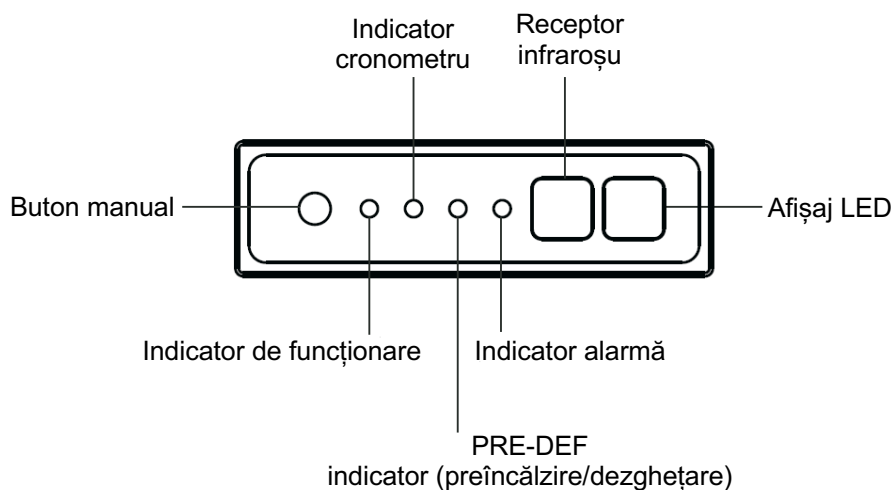 Indicator
cronometru
Receptor
infraroșu
Buton manual
Afișaj LED
Indicator de funcționare
Indicator alarmă
PRE-DEF
indicator (preîncălzire/dezghețare)